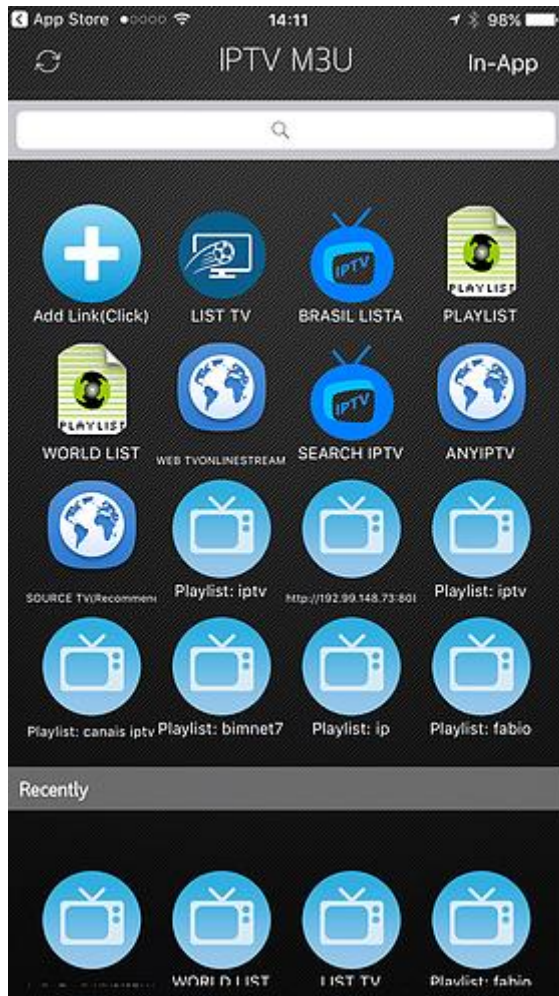 App Store
14:11
98%
IPTV M3U
In-App
Add Link(Click)
LIST TV
IPTV
BRASIL LISTA
PLAYLIST
PLAYLIST
PLAYLIST
WORLD LIST
WEB TVONLINESTREAM
IPTV
SEARCH IPTV
ANYIPTV
SOURCE TV(Recommen
Playlist: iptv
http://192.99.148.73:80
Playlist: iptv
Playlist: canais iptv
Playlist: bimnet7
Playlist: ip
Playlist: fabio
Recently
WORLD LIST
LIST TV
Playlist: fabio